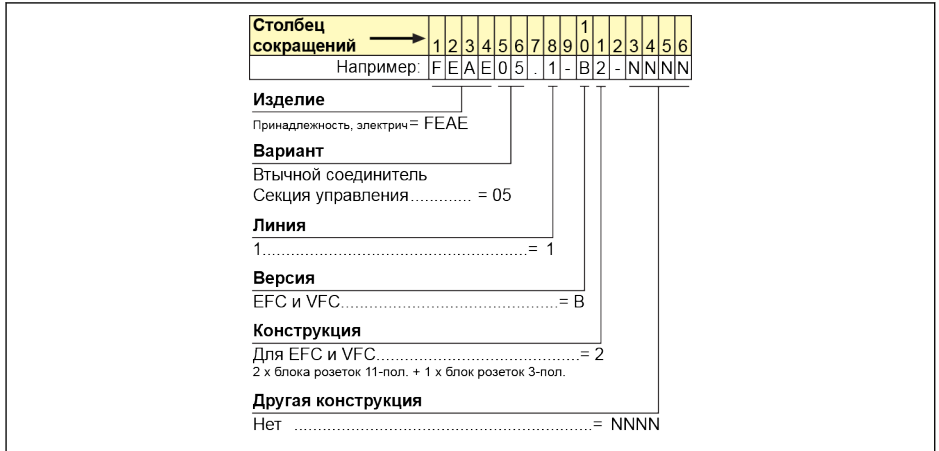 Столбец
сокращений 1 2 3 4 5 6 7 8 9 10 1 2 3 4 5 6
Например: F E A E 0 5 . 1 - B 2 - N N N N
Изделие
Принадлежность, электрич = FEAE
Вариант
Втычной соединитель
Секция управления............. = 05
Линия
1........................................................= 1
Версия
EFC и VFC..............................................= B
Конструкция
Для EFC и VFC...........................................= 2
2 x блока розеток 11-пол. + 1 x блок розеток 3-пол.
Другая конструкция
Нет ..............................................................= NNNN